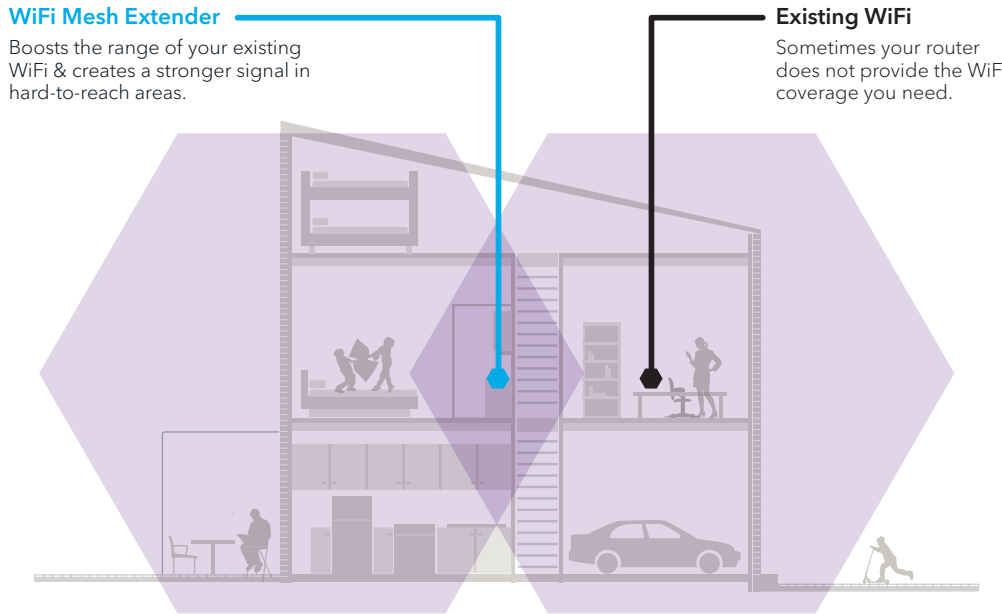 WiFi Mesh Extender
Boosts the range of your existing
WiFi & creates a stronger signal in
hard-to-reach areas.
Existing WiFi
Sometimes your router
does not provide the WiF
coverage you need.